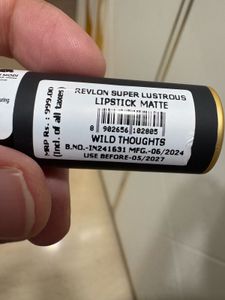 REVLON SUPER LUSTROUS
LIPSTICK MATTE
8 902656 102805
WILD THOUGHTS
B.NO.-IN241631 MFG.-06/2024
USE BEFORE-05/2027
MRP Rs.: 999.00
(Incl. of all taxes)
MODI